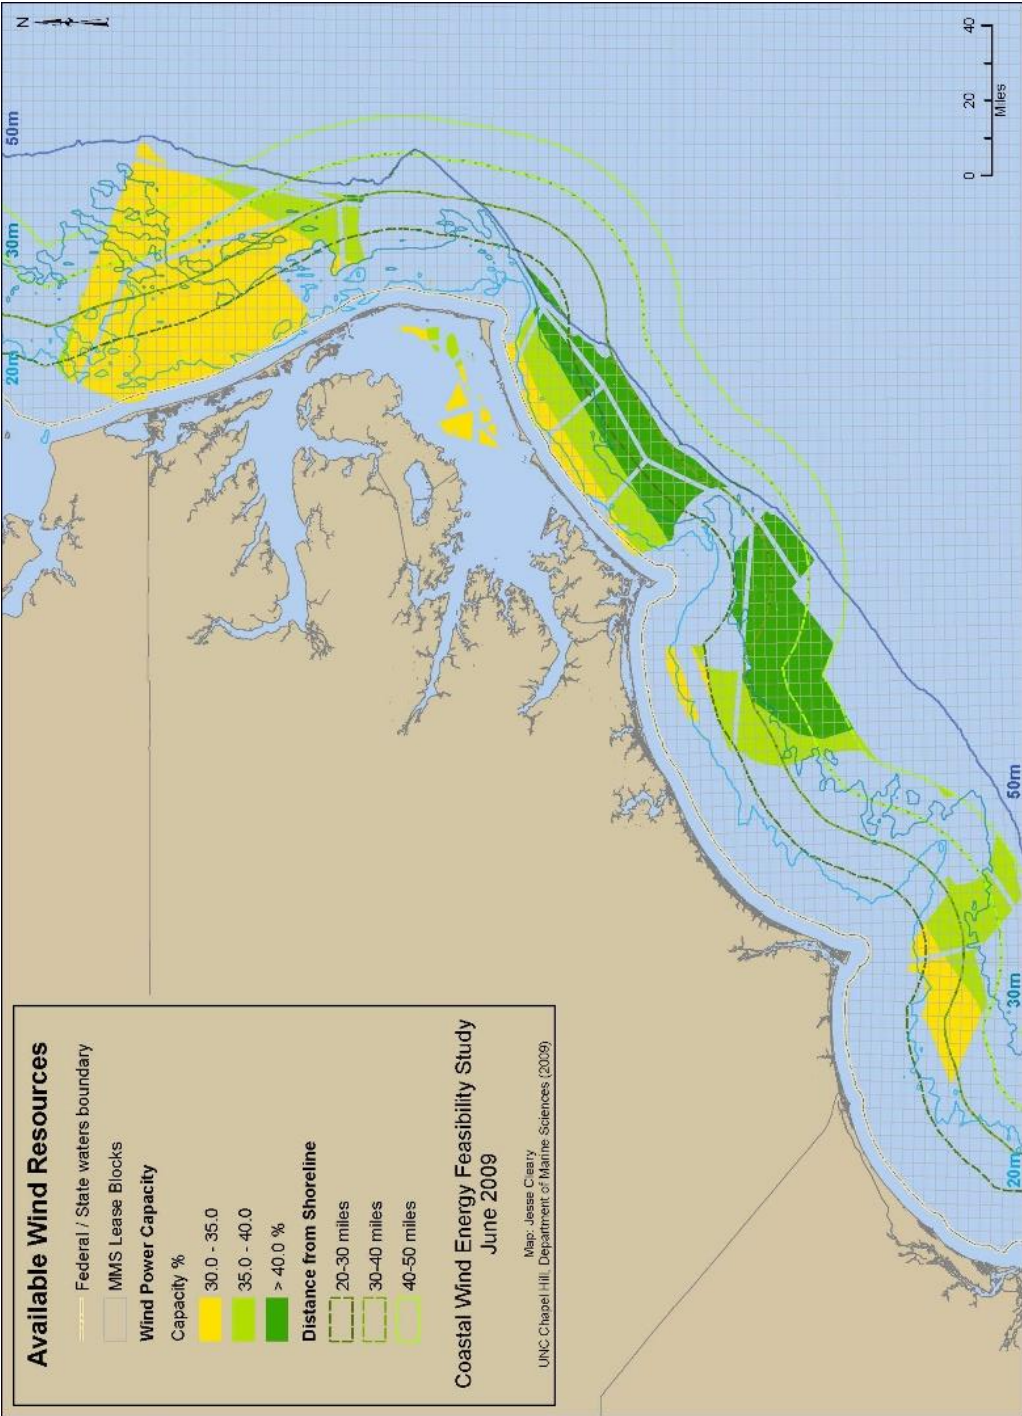 Available Wind Resources
Federal / State waters boundary
MMS Lease Blocks
Wind Power Capacity
Capacity %
30.0 - 35.0
35.0 - 40.0
> 40.0 %
Distance from Shoreline
20-30 miles
30-40 miles
40-50 miles
Coastal Wind Energy Feasibility Study
June 2009
Map: Jesse Cleary
UNC Chapel Hill, Department of Marine Sciences (2009)
20m
30m
50m
N
20m
30m
50m
0
20
40
Miles